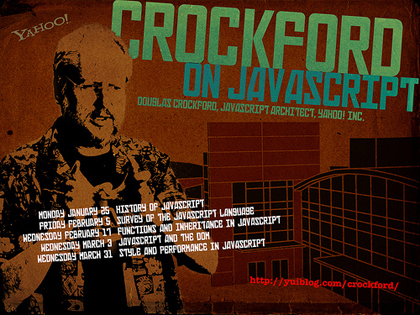 YAHOO!
CROCKFORD
ON JAVASCRIPT
DOUGLAS CROCKFORD, JAVASCRIPT ARCHITECT, YAHOO! INC.
MONDAY JANUARY 25 HISTORY OF JAVASCRIPT
FRIDAY FEBRUARY 5 SURVEY OF THE JAVASCRIPT LANGUAGE
WEDNESDAY FEBRUARY 17 FUNCTIONS AND INHERITANCE IN JAVASCRIPT
WEDNESDAY MARCH 3 JAVASCRIPT AND THE DOM
WEDNESDAY MARCH 31 STYLE AND PERFORMANCE IN JAVASCRIPT
http://yuiblog.com/crockford/